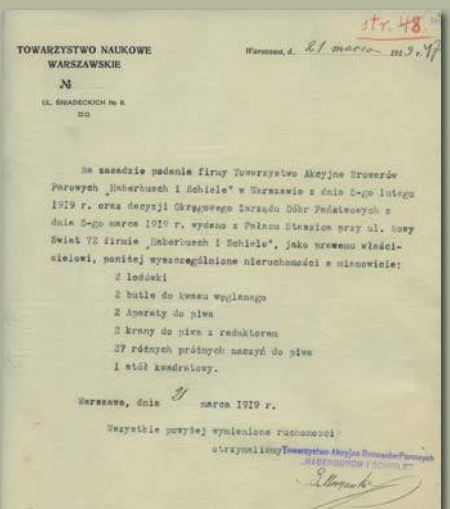 str. 48.
TOWARZYSTWO NAUKOWE
WARSZAWSKIE
№
UL. ŚNIADECKICH № 8.
Warszawa, d. 21 marca 1919 r.
Na zasadzie podania firmy Towarzystwo Akcyjne Browarów
Parowych „Haberbusch i Schiele" w Warszawie z dnia 5-go lutego
1919 r. oraz decyzji Okręgowego Zarządu Dóbr Państwowych z
dnia 8-go marca 1919 r. wydano z Pałacu Staszica przy ul. Nowy
Świat 72 firmie „Haberbusch i Schiele", jako prawemu właści-
cielowi, poniżej wyszczególnione nieruchomości a mianowicie:
2 lodówki
2 butle do kwasu węglanego
2 Aparaty do piwa
2 krany do piwa z reduktorem
27 różnych próżnych naczyń do piwa
1 stół kwadratowy.
Warszawa, dnia 21 marca 1919 r.
Wszystkie powyżej wymienione ruchomości
otrzymaliśmy Towarzystwo Akcyjne Browarów Parowych
„HABERBUSCH I SCHIELE"